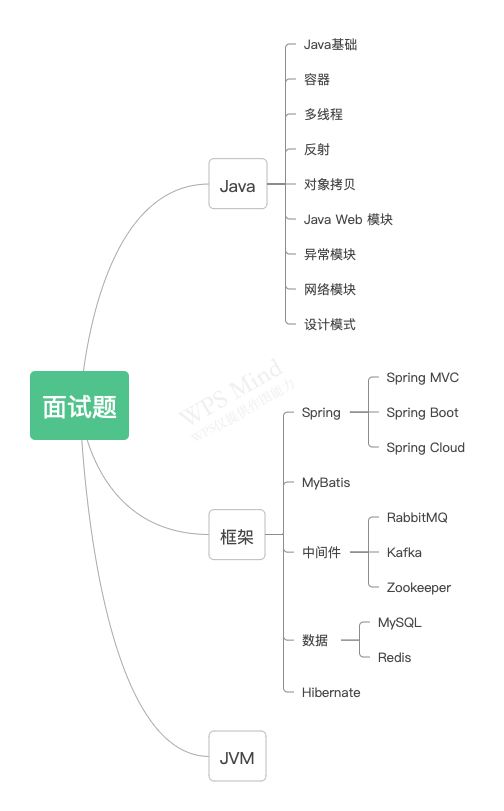 面试题
Java
Java基础
容器
多线程
反射
对象拷贝
Java Web 模块
异常模块
网络模块
设计模式
框架
Spring
Spring MVC
Spring Boot
Spring Cloud
MyBatis
中间件
RabbitMQ
Kafka
Zookeeper
数据
MySQL
Redis
Hibernate
JVM
WPS Mind
WPS仅提供作图能力